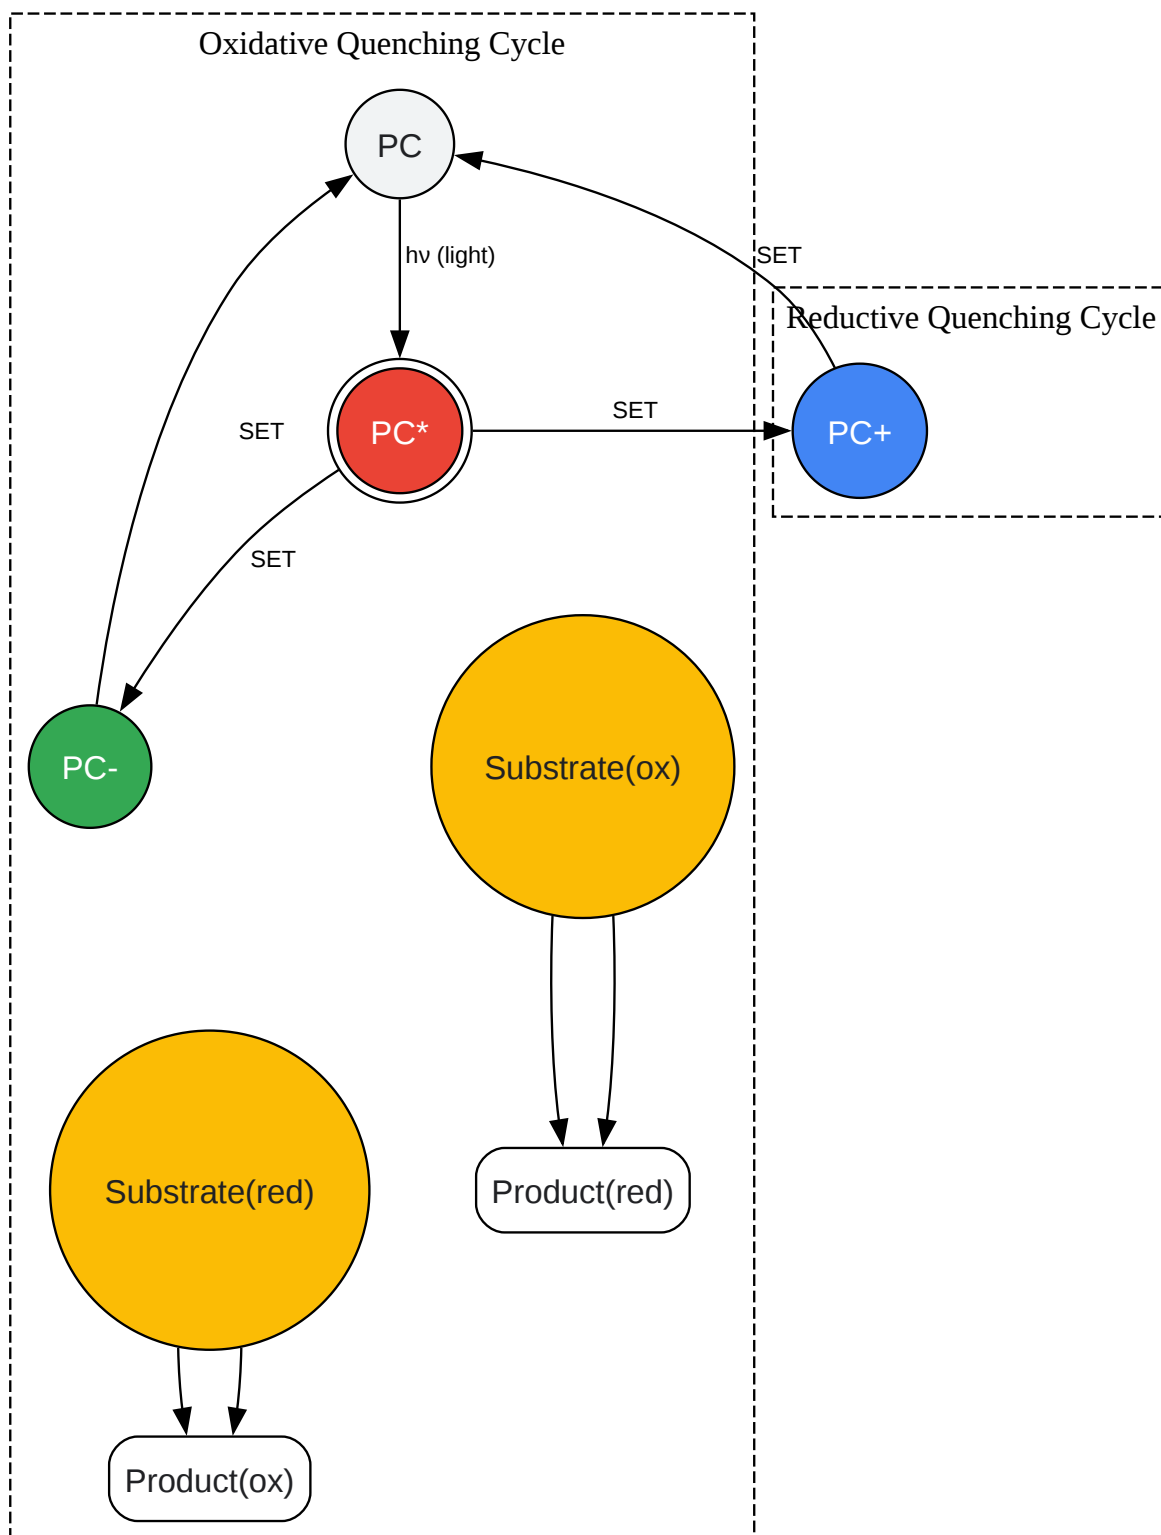 Oxidative Quenching Cycle
PC
hν (light)
SET
Reductive Quenching Cycle
SET
PC*
SET
PC+
SET
PC-
Substrate(ox)
Substrate(red)
Product(red)
Product(ox)